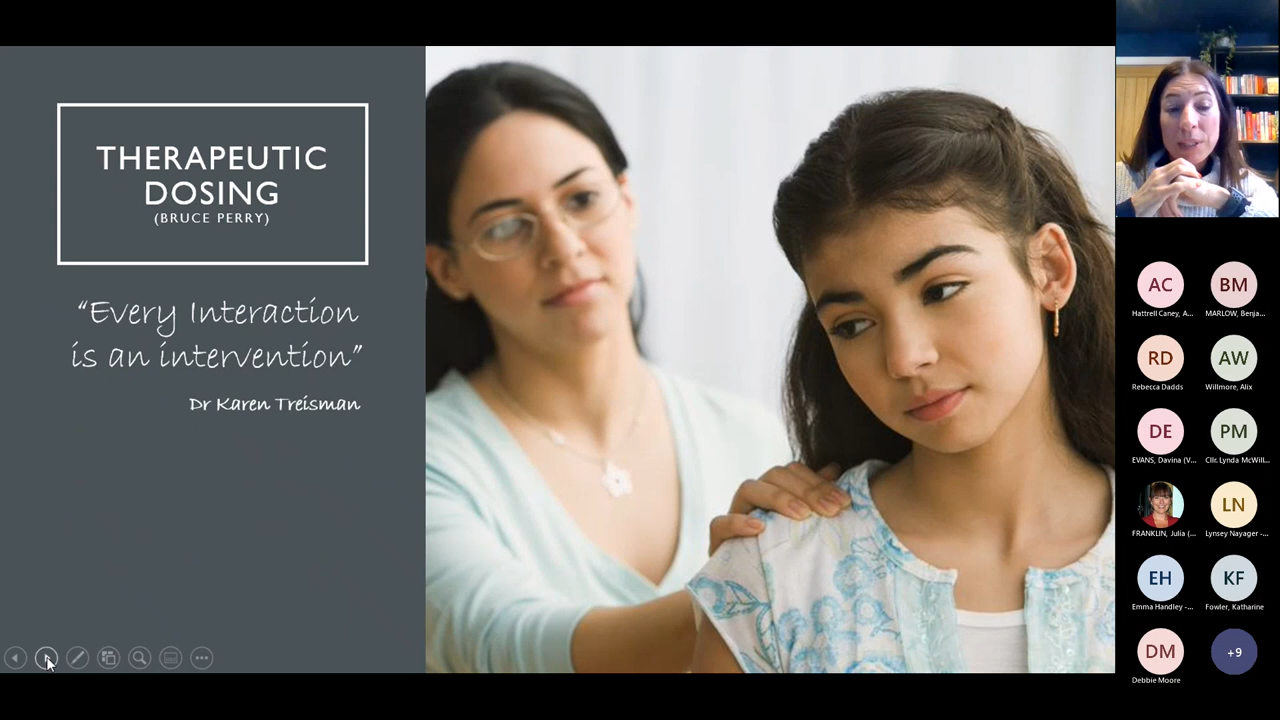 THERAPEUTIC
DOSING
(BRUCE PERRY)
“Every Interaction
is an intervention”
Dr Karen Treisman
AC
BM
Hattrell Caney, A...
MARLOW, Benja...
RD
AW
Rebecca Dadds
Willmore, Alix
DE
PM
EVANS, Davina (V...
Cllr. Lynda McWill...
LN
FRANKLIN, Julia (...
Lynsey Nayager -...
EH
KF
Emma Handley -...
Fowler, Katharine
DM
+9
Debbie Moore